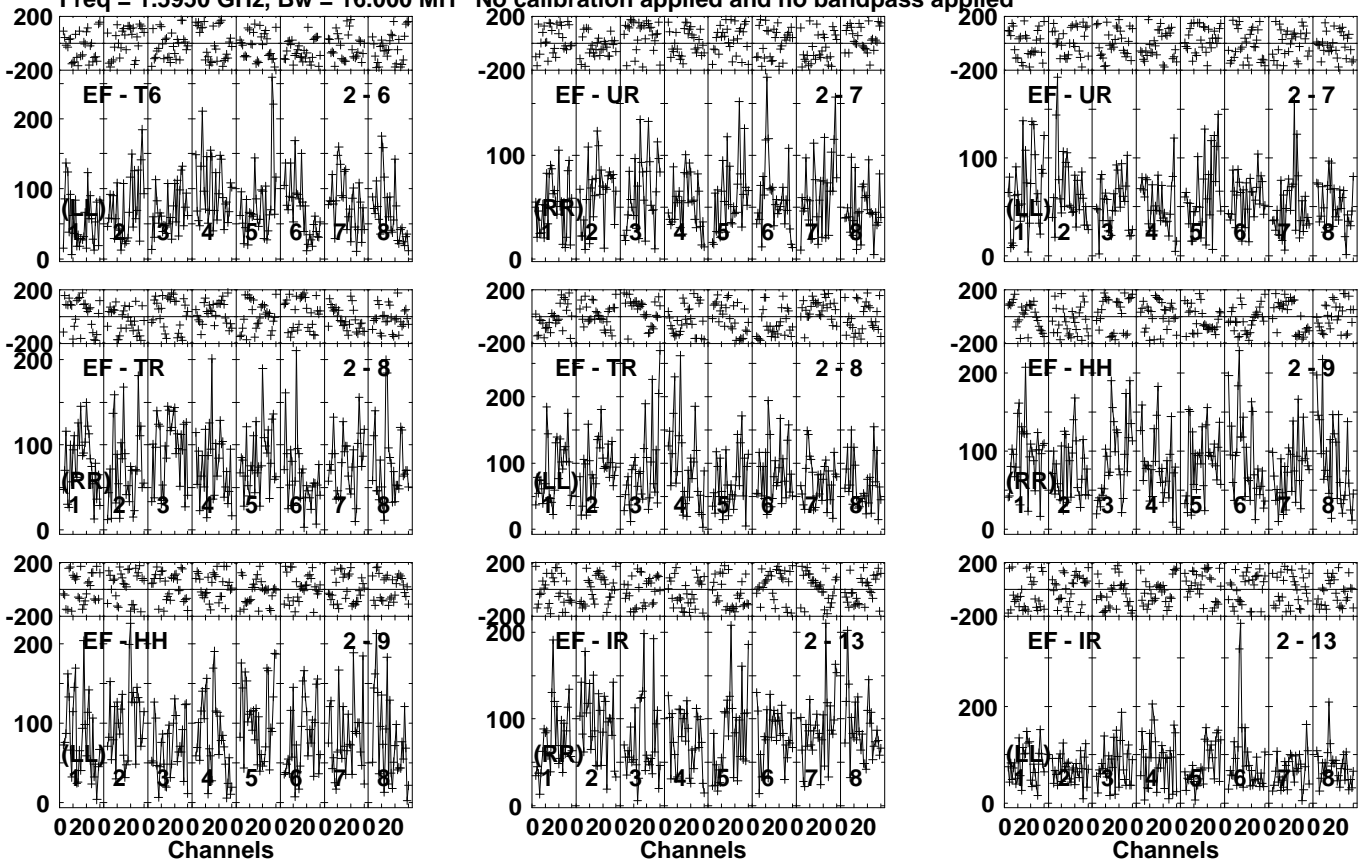 Freq = 1.5950 GHz, Bw = 16.000 MH No calibration applied and no bandpass applied
200 200 200
-200 -200 -200
EF - T6 2 - 6 EF - UR 2 - 7 EF - UR 2 - 7
200
100 100 100
(LL) (RR) (LL)
1 2 3 4 5 6 7 8 1 2 3 4 5 6 7 8 1 2 3 4 5 6 7 8
0 0 0
200 200 200
-200 -200 -200
EF - TR 2 - 8 EF - TR 2 - 8 EF - HH 2 - 9
200 200 200
100 100 100
(RR) (LL) (RR)
1 2 3 4 5 6 7 8 1 2 3 4 5 6 7 8 1 2 3 4 5 6 7 8
0 0 0
200 200 200
-200 -200 -200
EF - HH 2 - 9 EF - IR 2 - 13 EF - IR 2 - 13
200 200 200
100 100
(LL) (RR) (LL)
1 2 3 4 5 6 7 8 1 2 3 4 5 6 7 8 1 2 3 4 5 6 7 8
0 0 0
0 20 0 20 0 20 0 20 0 20 0 20 0 20 0 20 0 20 0 20 0 20 0 20 0 20 0 20 0 20 0 20 0 20 0 20 0 20 0 20 0 20 0 20 0 20 0 20
Channels Channels Channels